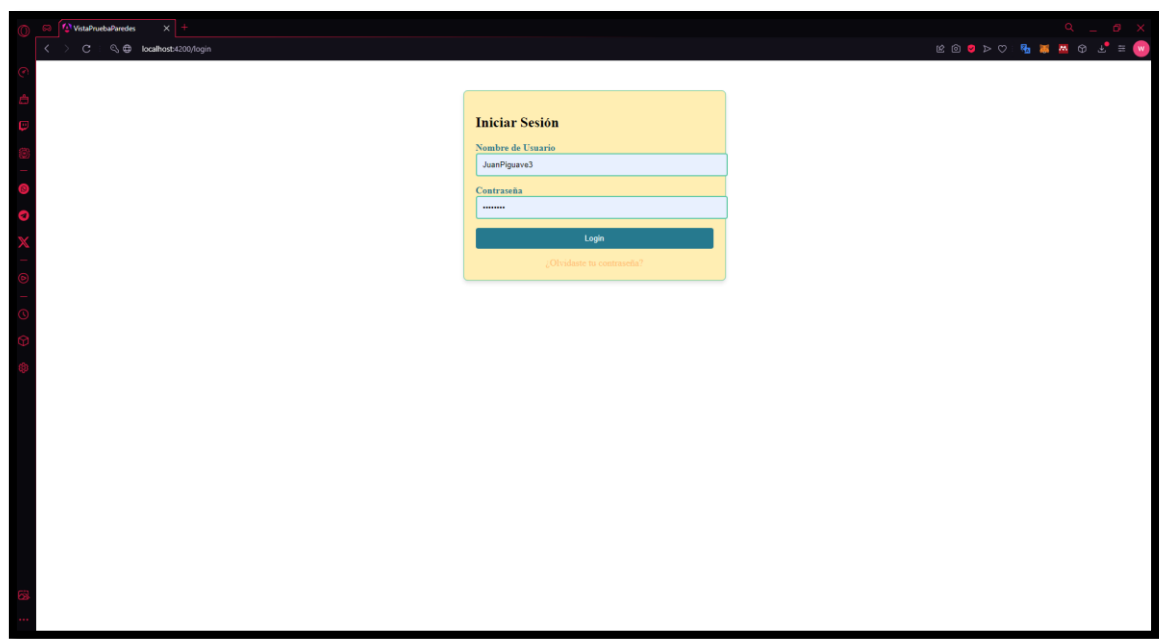 VistaPruebaParedes
localhost:4200/login
W
Iniciar Sesión
Nombre de Usuario
JuanPiguave3
Contraseña
••••••••
Login
¿Olvidaste tu contraseña?